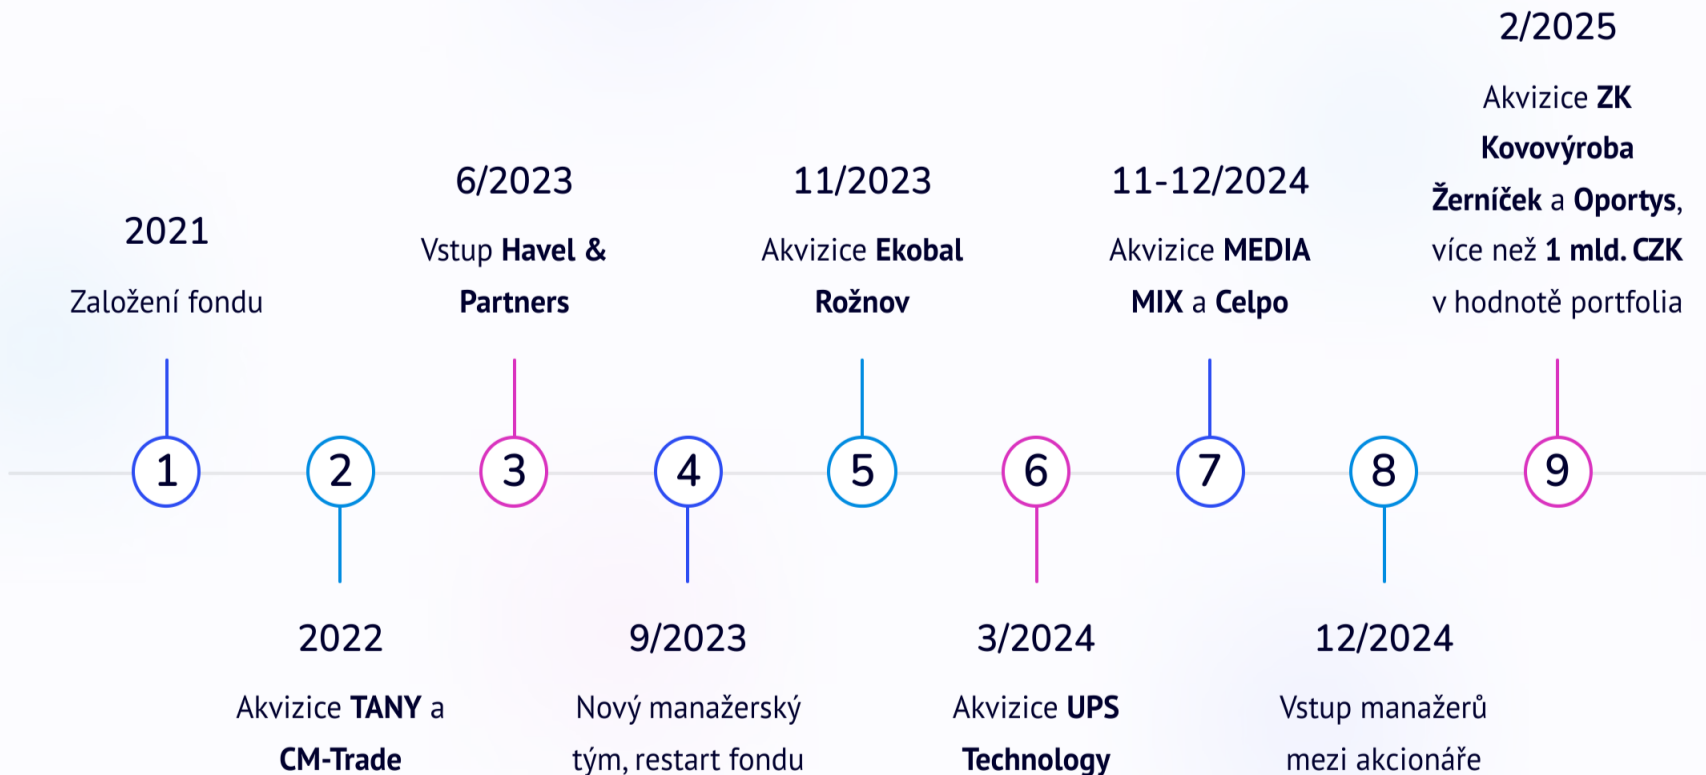 2021
Založení fondu
1
2
2022
Akvizice TANY a
CM-Trade
6/2023
Vstup Havel &
Partners
3
4
9/2023
Nový manažerský
tým, restart fondu
11/2023
Akvizice Ekobal
Rožnov
5
6
3/2024
Akvizice UPS
Technology
11-12/2024
Akvizice MEDIA
MIX a Celpo
7
8
12/2024
Vstup manažerů
mezi akcionáře
2/2025
Akvizice ZK
Kovovýroba
Žerníček a Oportys,
více než 1 mld. CZK
v hodnotě portfolia
9